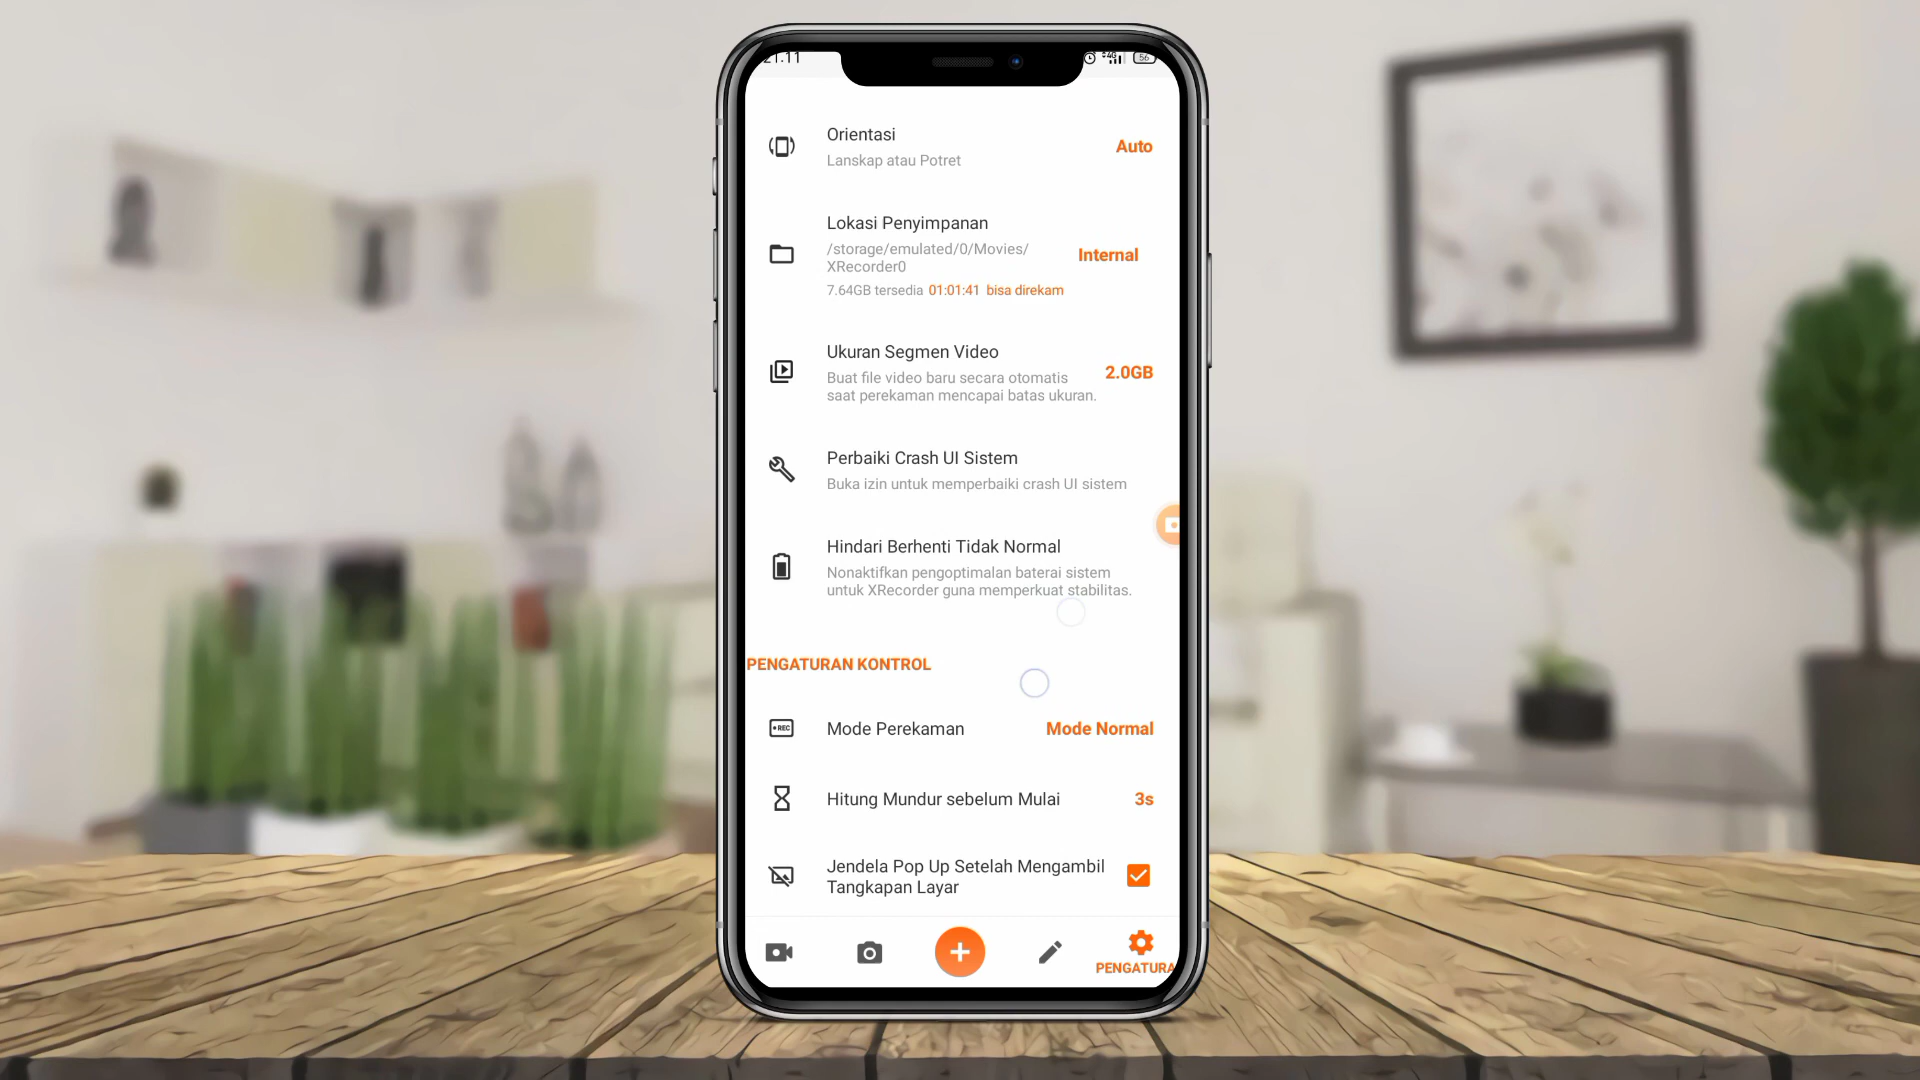 21.11
4G
56
Orientasi
Lanskap atau Potret
Auto
Lokasi Penyimpanan
/storage/emulated/0/Movies/
XRecorder0
Internal
7.64GB tersedia 01:01:41 bisa direkam
Ukuran Segmen Video
Buat file video baru secara otomatis
saat perekaman mencapai batas ukuran.
2.0GB
Perbaiki Crash UI Sistem
Buka izin untuk memperbaiki crash UI sistem
Hindari Berhenti Tidak Normal
Nonaktifkan pengoptimalan baterai sistem
untuk XRecorder guna memperkuat stabilitas.
PENGATURAN KONTROL
REC
Mode Perekaman
Mode Normal
Hitung Mundur sebelum Mulai
3s
Jendela Pop Up Setelah Mengambil
Tangkapan Layar
PENGATURA